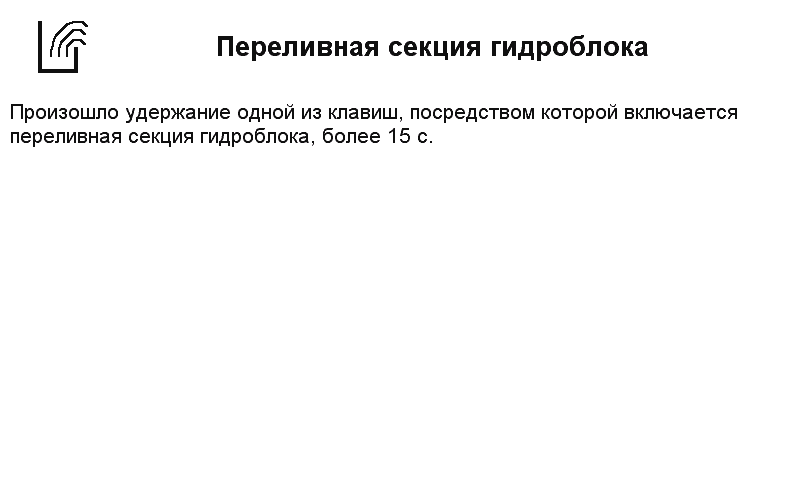 Переливная секция гидроблока
Произошло удержание одной из клавиш, посредством которой включается
переливная секция гидроблока, более 15 с.